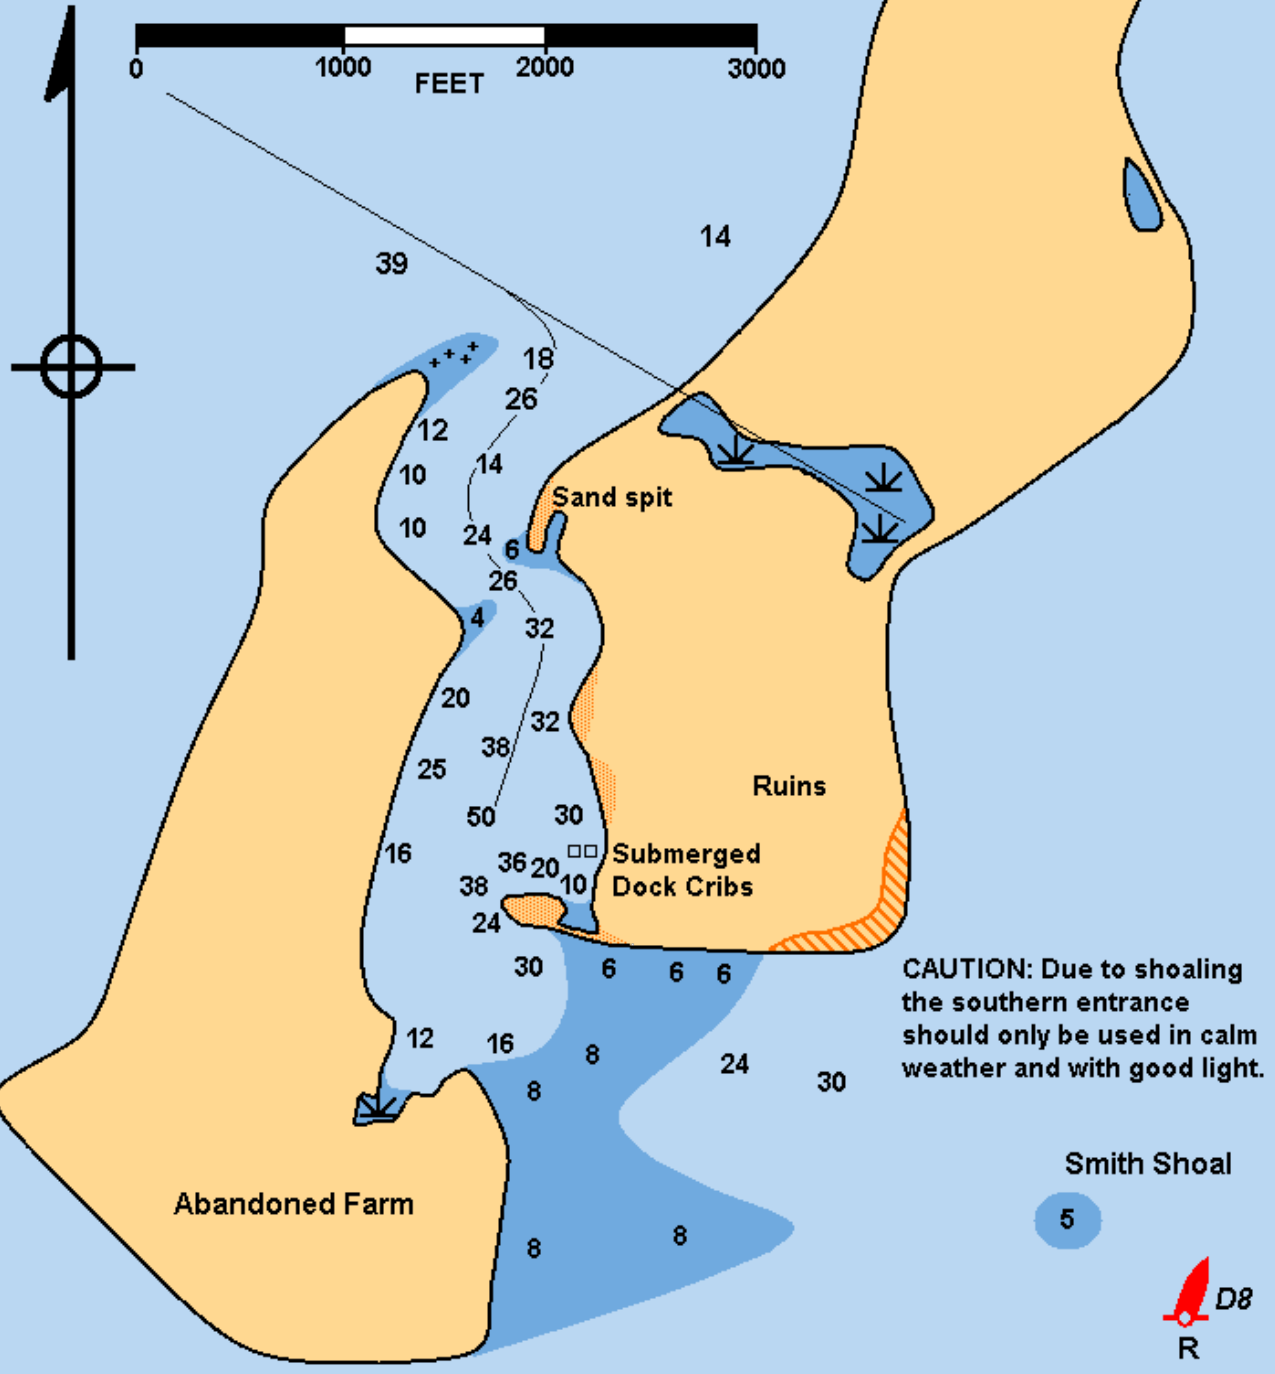 0 1000 2000 3000
FEET
14
39
18
26
12
14
10
Sand spit
10
24
6
26
4
32
20
32
38
25
Ruins
50
30
16
Submerged
36
20
Dock Cribs
38
10
24
30
6
6
6
CAUTION: Due to shoaling
the southern entrance
should only be used in calm
weather and with good light.
12
16
8
24
30
8
Smith Shoal
5
Abandoned Farm
8
8
D8
R